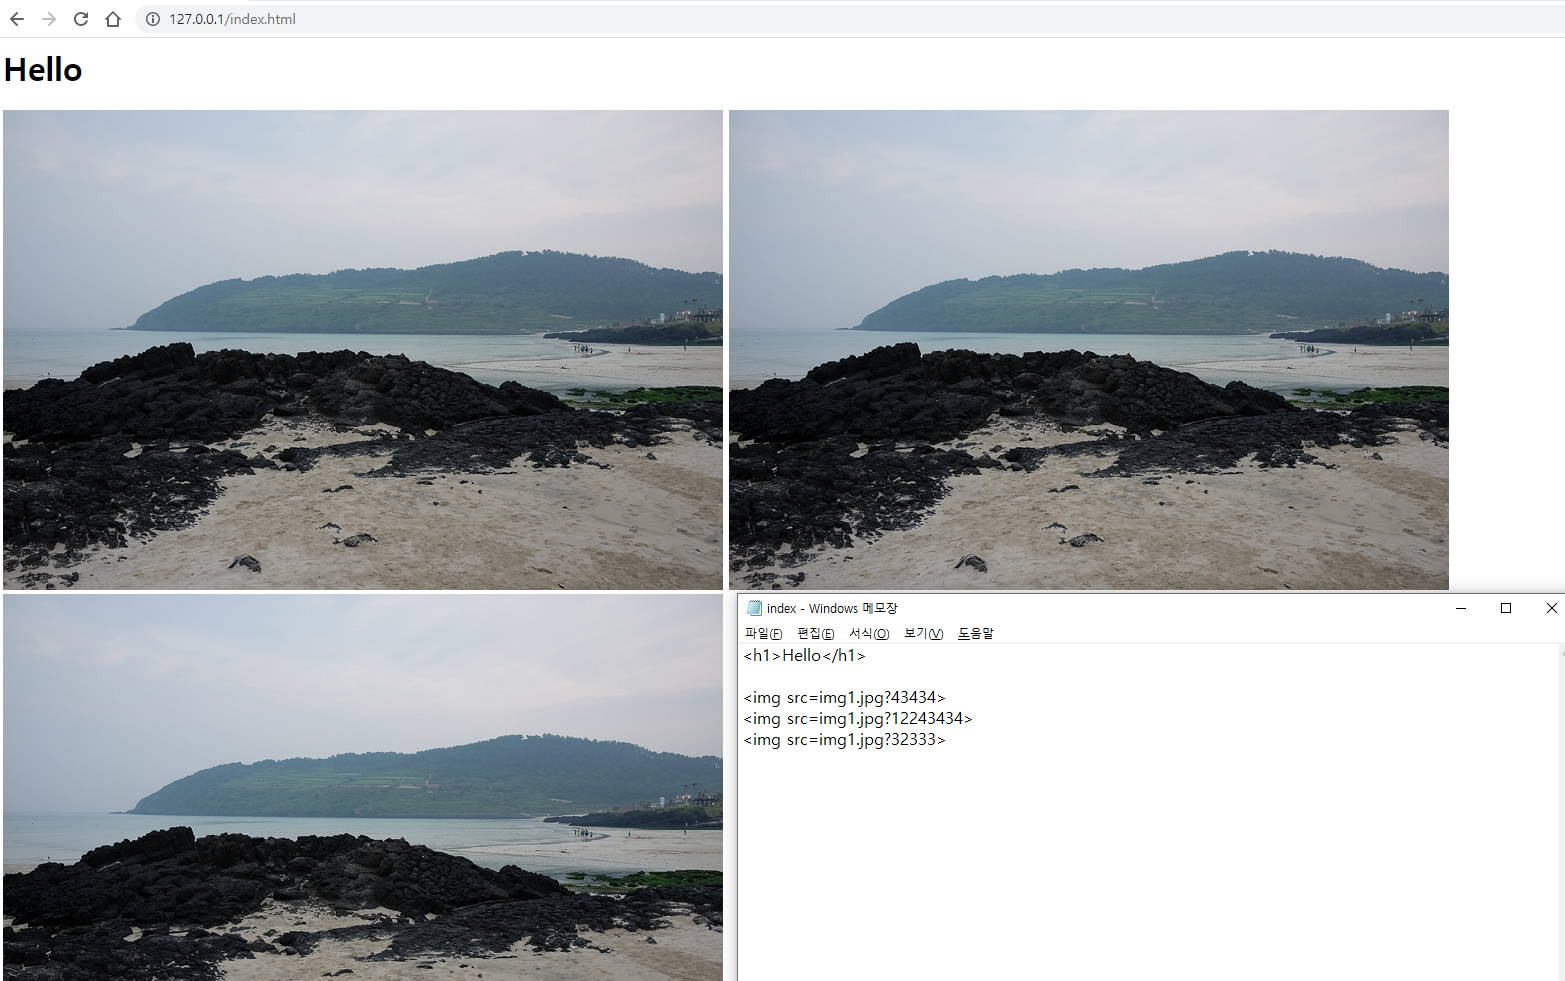 127.0.0.1/index.html
Hello
index - Windows 메모장
파일(F) 편집(E) 서식(O) 보기(V) 도움말
<h1>Hello</h1>
<img src=img1.jpg?43434>
<img src=img1.jpg?12243434>
<img src=img1.jpg?32333>